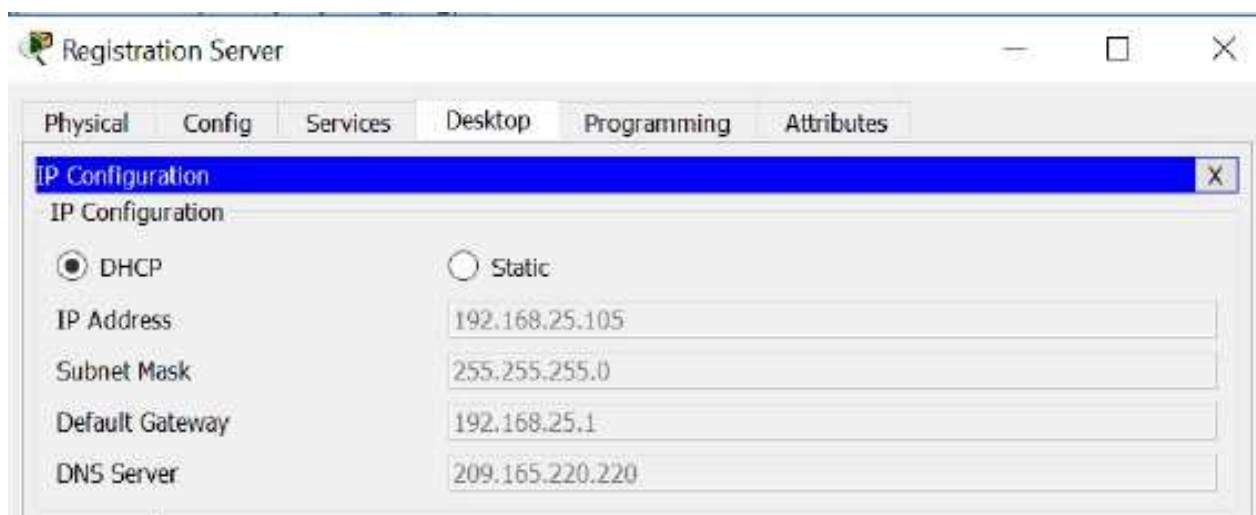 Registration Server
Physical Config Services Desktop Programming Attributes
IP Configuration X
IP Configuration
DHCP Static
IP Address 192.168.25.105
Subnet Mask 255.255.255.0
Default Gateway 192.168.25.1
DNS Server 209.165.220.220